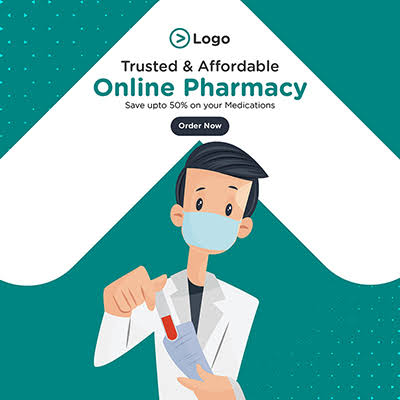 Logo
Trusted & Affordable
Online Pharmacy
Save upto 50% on your Medications
Order Now